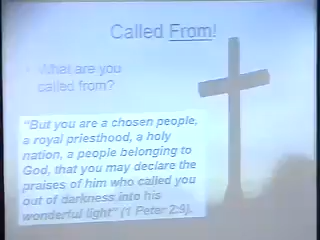 Called From!
What are you
called from?
"But you are a chosen people,
a royal priesthood, a holy
nation, a people belonging to
God, that you may declare the
praises of him who called you
out of darkness into his
wonderful light" (1 Peter 2:9).